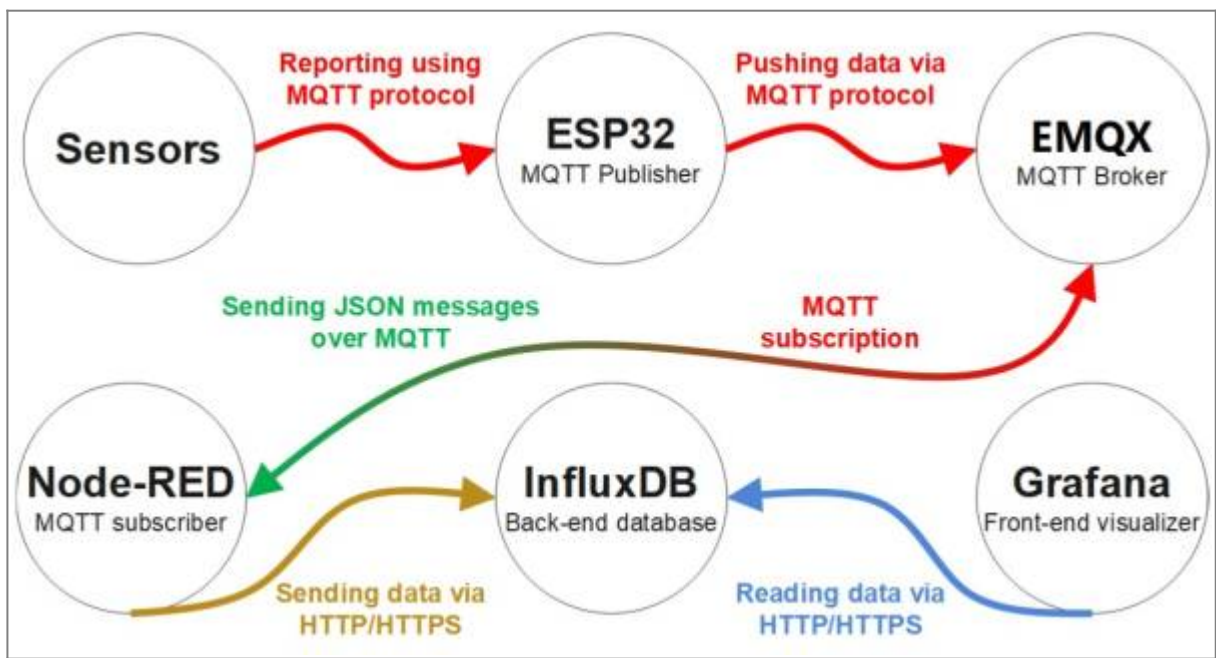 Reporting using
MQTT protocol
Pushing data via
MQTT protocol
Sensors
ESP32
MQTT Publisher
EMQX
MQTT Broker
Sending JSON messages
over MQTT
MQTT
subscription
Node-RED
MQTT subscriber
InfluxDB
Back-end database
Grafana
Front-end visualizer
Sending data via
HTTP/HTTPS
Reading data via
HTTP/HTTPS